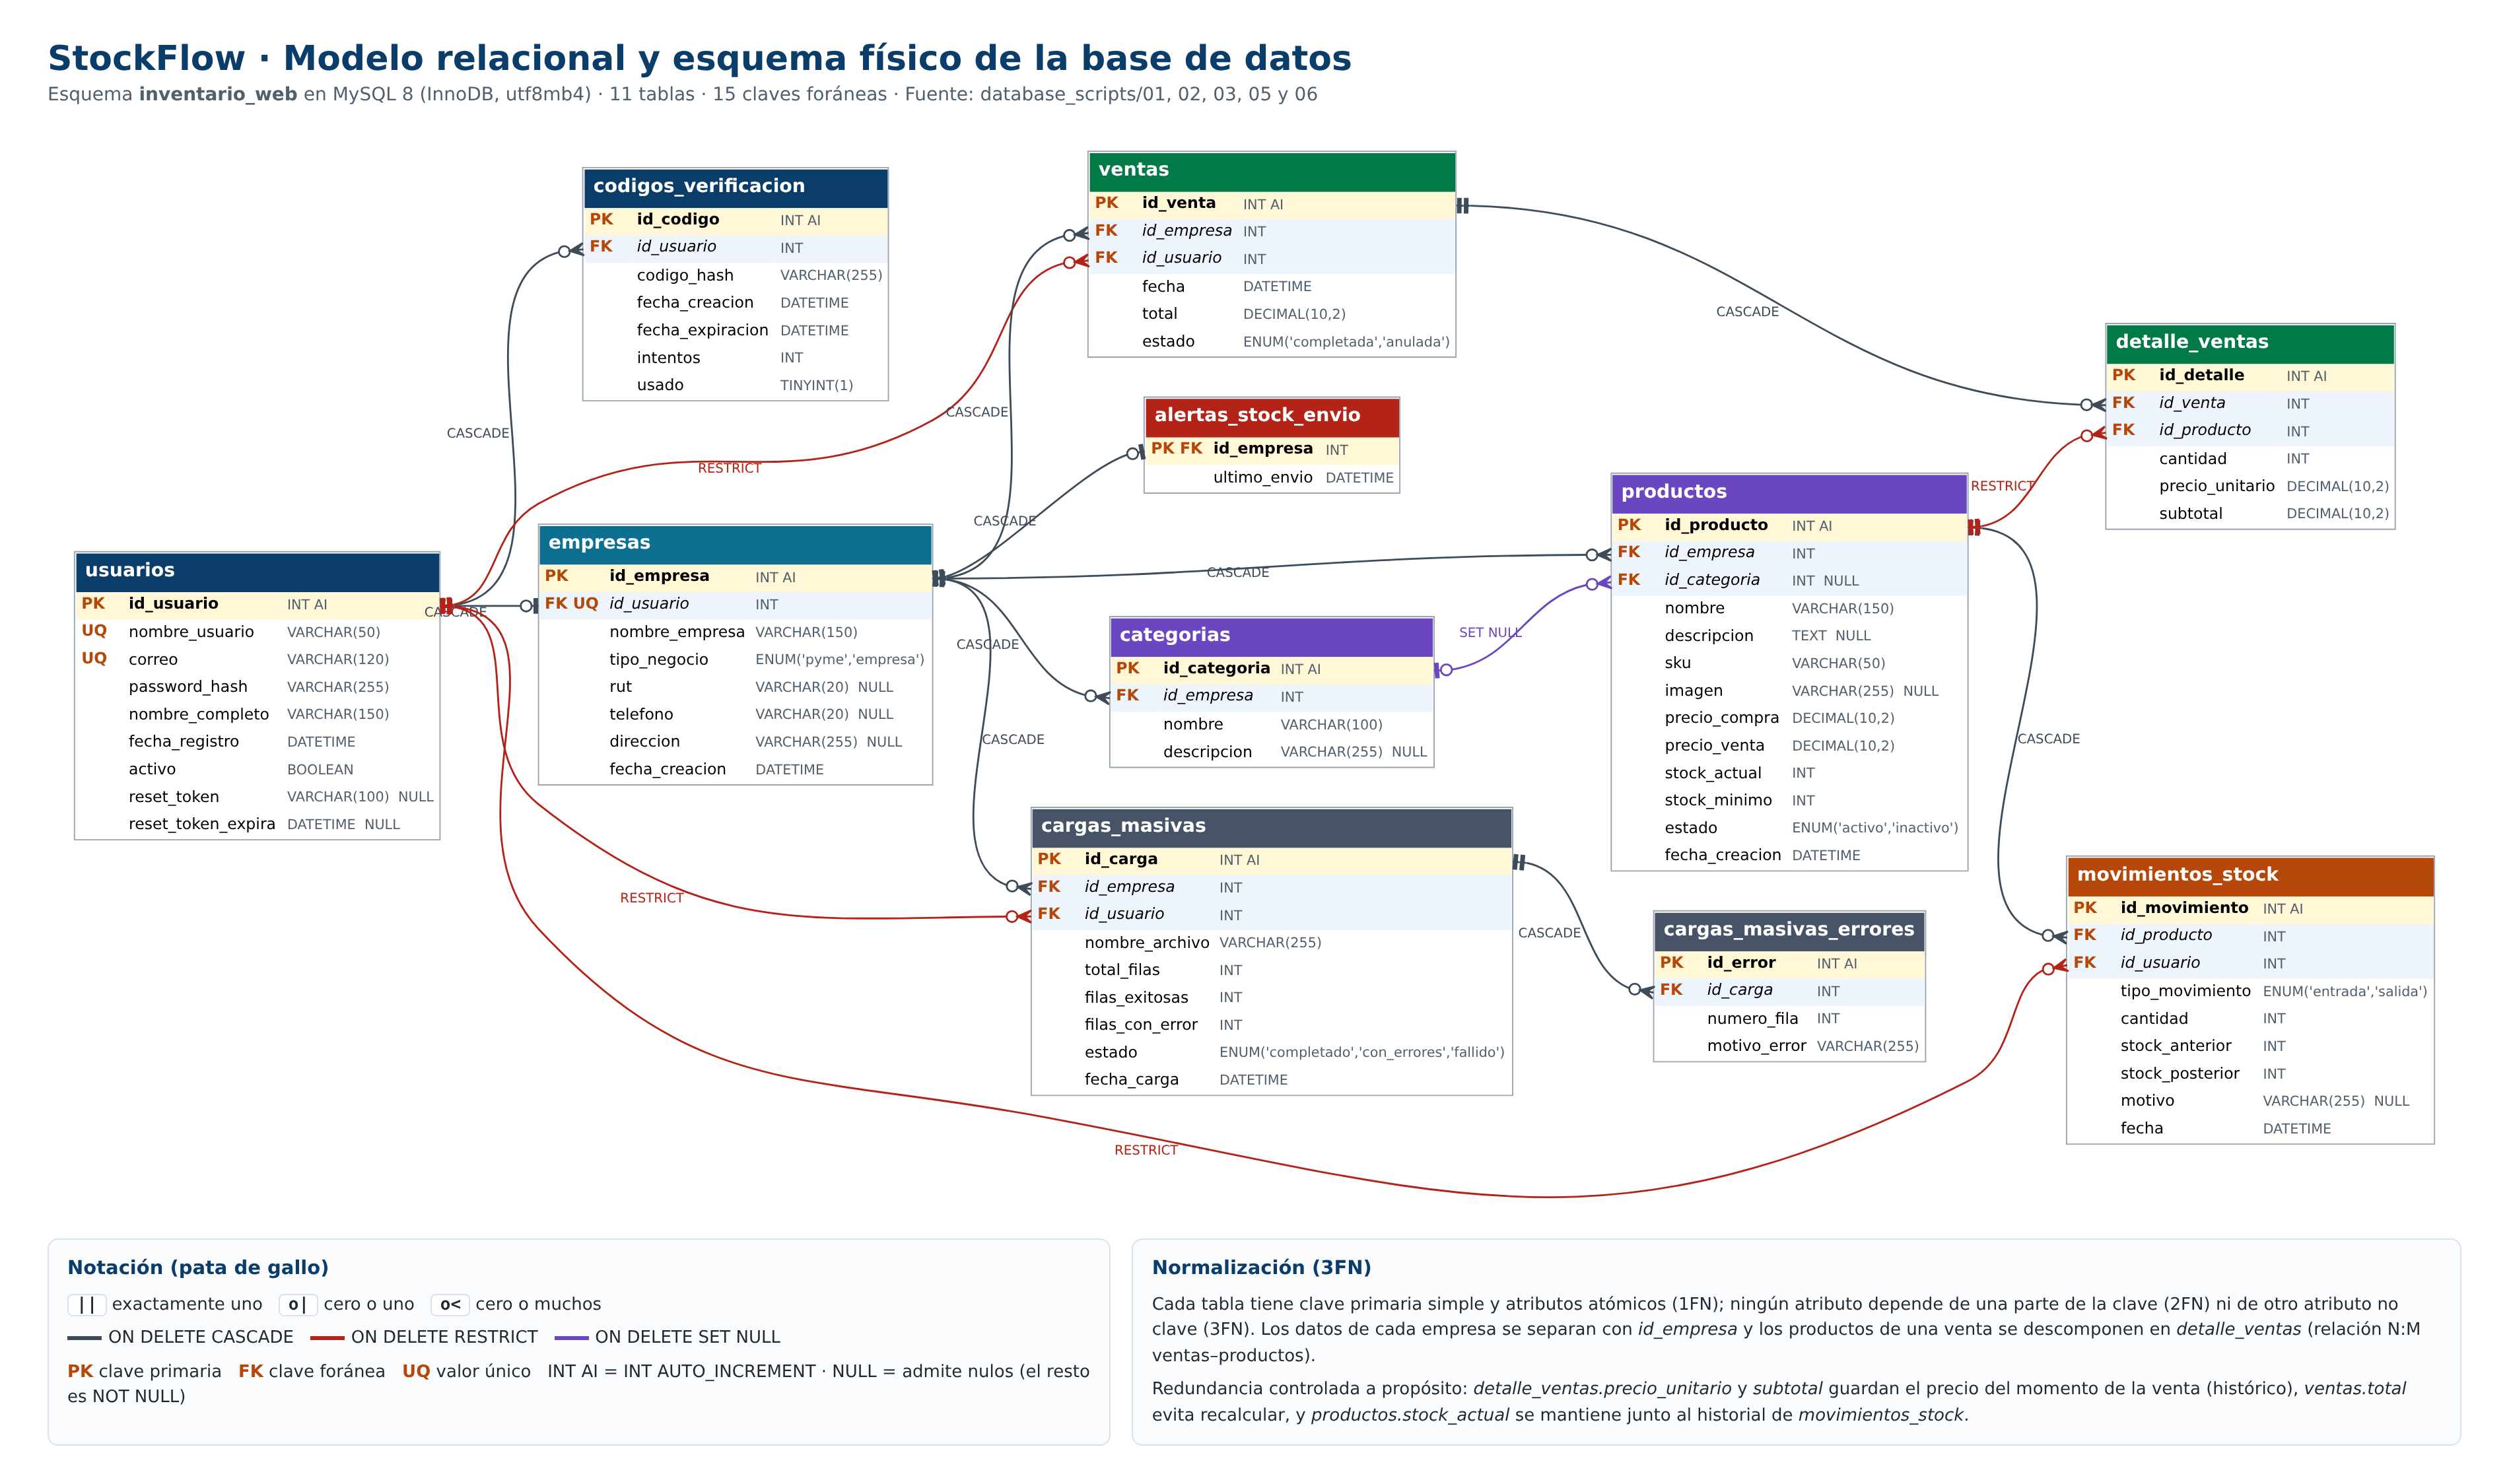 StockFlow · Modelo relacional y esquema físico de la base de datos
Esquema inventario_web en MySQL 8 (InnoDB, utf8mb4) · 11 tablas · 15 claves foráneas · Fuente: database_scripts/01, 02, 03, 05 y 06
codigos_verificacion
PK id_codigo INT AI
FK id_usuario INT
codigo_hash VARCHAR(255)
fecha_creacion DATETIME
fecha_expiracion DATETIME
intentos INT
usado TINYINT(1)
ventas
PK id_venta INT AI
FK id_empresa INT
FK id_usuario INT
fecha DATETIME
total DECIMAL(10,2)
estado ENUM('completada','anulada')
CASCADE
detalle_ventas
PK id_detalle INT AI
FK id_venta INT
FK id_producto INT
cantidad INT
precio_unitario DECIMAL(10,2)
subtotal DECIMAL(10,2)
CASCADE
CASCADE
RESTRICT
alertas_stock_envio
PK FK id_empresa INT
ultimo_envio DATETIME
CASCADE
RESTRICT
usuarios
PK id_usuario INT AI
UQ nombre_usuario VARCHAR(50)
UQ correo VARCHAR(120)
password_hash VARCHAR(255)
nombre_completo VARCHAR(150)
fecha_registro DATETIME
activo BOOLEAN
reset_token VARCHAR(100) NULL
reset_token_expira DATETIME NULL
CASCADE
empresas
PK id_empresa INT AI
FK UQ id_usuario INT
nombre_empresa VARCHAR(150)
tipo_negocio ENUM('pyme','empresa')
rut VARCHAR(20) NULL
telefono VARCHAR(20) NULL
direccion VARCHAR(255) NULL
fecha_creacion DATETIME
CASCADE
CASCADE
CASCADE
categorias
PK id_categoria INT AI
FK id_empresa INT
nombre VARCHAR(100)
descripcion VARCHAR(255) NULL
SET NULL
productos
PK id_producto INT AI
FK id_empresa INT
FK id_categoria INT NULL
nombre VARCHAR(150)
descripcion TEXT NULL
sku VARCHAR(50)
imagen VARCHAR(255) NULL
precio_compra DECIMAL(10,2)
precio_venta DECIMAL(10,2)
stock_actual INT
stock_minimo INT
estado ENUM('activo','inactivo')
fecha_creacion DATETIME
CASCADE
RESTRICT
cargas_masivas
PK id_carga INT AI
FK id_empresa INT
FK id_usuario INT
nombre_archivo VARCHAR(255)
total_filas INT
filas_exitosas INT
filas_con_error INT
estado ENUM('completado','con_errores','fallido')
fecha_carga DATETIME
CASCADE
cargas_masivas_errores
PK id_error INT AI
FK id_carga INT
numero_fila INT
motivo_error VARCHAR(255)
movimientos_stock
PK id_movimiento INT AI
FK id_producto INT
FK id_usuario INT
tipo_movimiento ENUM('entrada','salida')
cantidad INT
stock_anterior INT
stock_posterior INT
motivo VARCHAR(255) NULL
fecha DATETIME
RESTRICT
Notación (pata de gallo)
|| exactamente uno o| cero o uno o< cero o muchos
ON DELETE CASCADE ON DELETE RESTRICT ON DELETE SET NULL
PK clave primaria FK clave foránea UQ valor único INT AI = INT AUTO_INCREMENT · NULL = admite nulos (el resto
es NOT NULL)
Normalización (3FN)
Cada tabla tiene clave primaria simple y atributos atómicos (1FN); ningún atributo depende de una parte de la clave (2FN) ni de otro atributo no
clave (3FN). Los datos de cada empresa se separan con id_empresa y los productos de una venta se descomponen en detalle_ventas (relación N:M
ventas–productos).
Redundancia controlada a propósito: detalle_ventas.precio_unitario y subtotal guardan el precio del momento de la venta (histórico), ventas.total
evita recalcular, y productos.stock_actual se mantiene junto al historial de movimientos_stock.